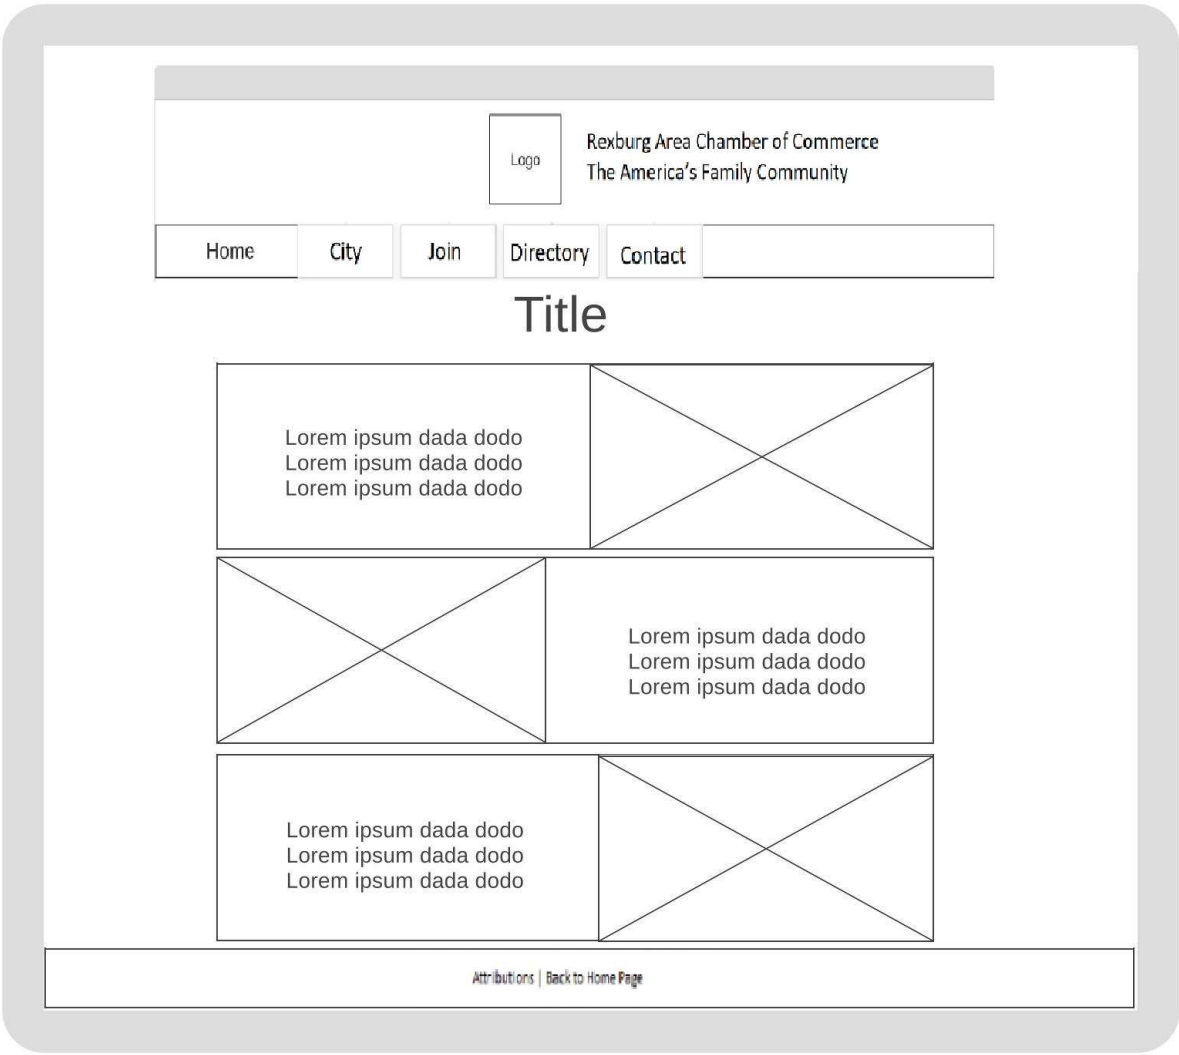 Logo
Rexburg Area Chamber of Commerce
The America's Family Community
Home City Join Directory Contact
Title
Lorem ipsum dada dodo
Lorem ipsum dada dodo
Lorem ipsum dada dodo
Lorem ipsum dada dodo
Lorem ipsum dada dodo
Lorem ipsum dada dodo
Lorem ipsum dada dodo
Lorem ipsum dada dodo
Lorem ipsum dada dodo
Attributions | Back to Home Page